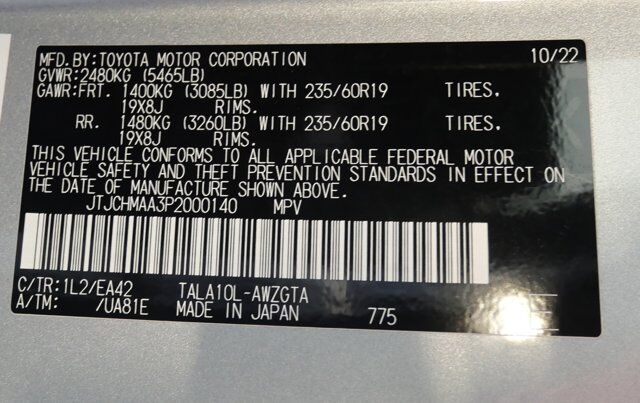 MFD.BY:TOYOTA MOTOR CORPORATION 10/22
GVWR:2480KG (5465LB)
GAWR:FRT. 1400KG (3085LB) WITH 235/60R19 TIRES.
19X8J RIMS.
RR. 1480KG (3260LB) WITH 235/60R19 TIRES.
19X8J RIMS.
THIS VEHICLE CONFORMS TO ALL APPLICABLE FEDERAL MOTOR
VEHICLE SAFETY AND THEFT PREVENTION STANDARDS IN EFFECT ON
THE DATE OF MANUFACTURE SHOWN ABOVE.
JTJCHMAA3P2000140 MPV
C/TR:1L2/EA42 TALA10L-AWZGTA
A/TM: /UA81E MADE IN JAPAN 775